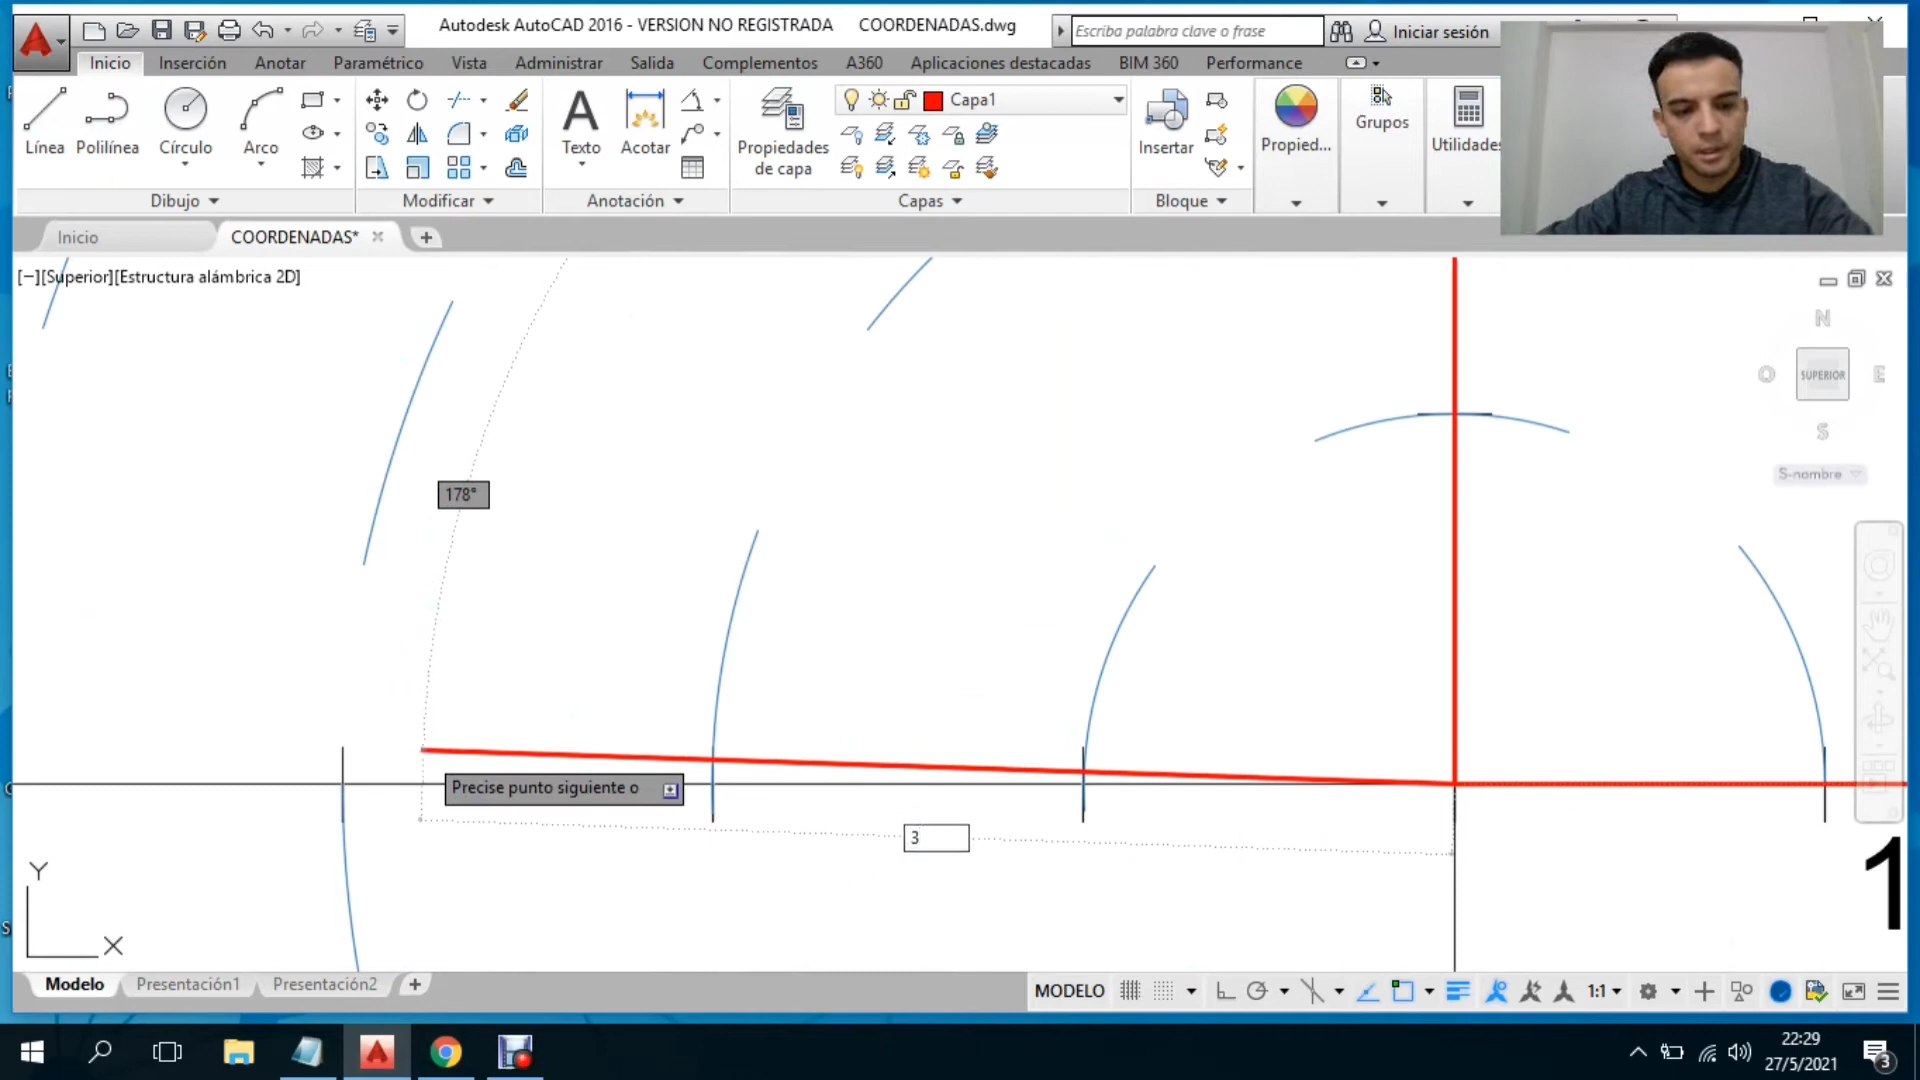 Autodesk AutoCAD 2016 - VERSION NO REGISTRADA COORDENADAS.dwg
Escriba palabra clave o frase
Iniciar sesión
Inicio Inserción Anotar Paramétrico Vista Administrar Salida Complementos A360 Aplicaciones destacadas BIM 360 Performance
Línea Polilínea Círculo Arco
Texto Acotar
Propiedades de capa
Capa1
Insertar
Propied...
Grupos
Utilidades
Dibujo Modificar Anotación Capas Bloque
Inicio COORDENADAS*
[−][Superior][Estructura alámbrica 2D]
N
O SUPERIOR E
S
S-nombre
178°
Precise punto siguiente o
3
1
Y
X
Modelo Presentación1 Presentación2
MODELO 1:1
22:29
27/5/2021
3